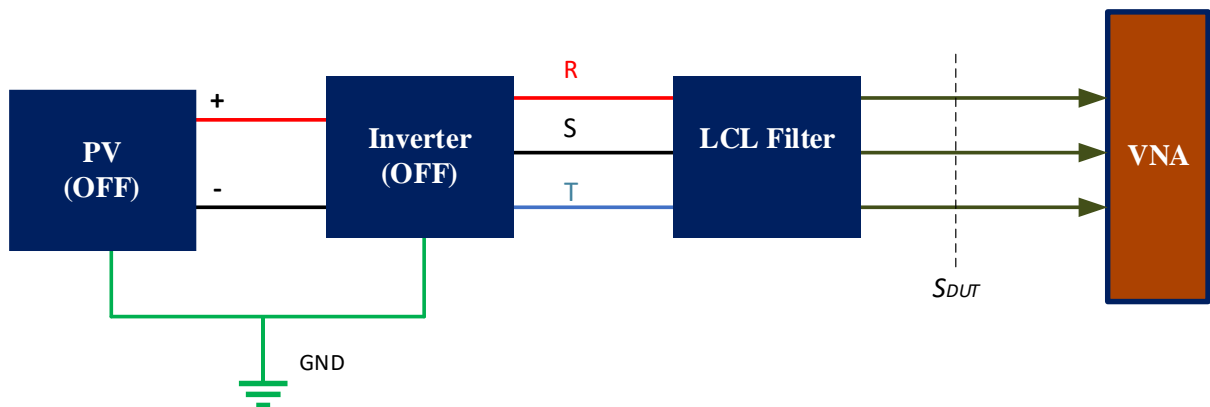 PV
(OFF)
+
-
Inverter
(OFF)
R
S
T
LCL Filter
SDUT
VNA
GND